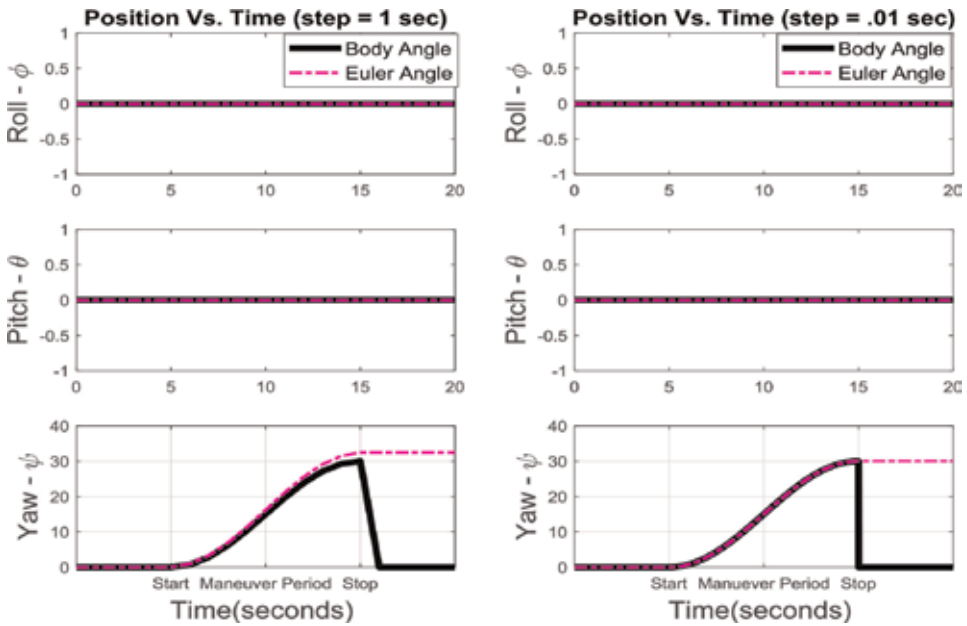 Position Vs. Time (step = 1 sec)
Body Angle
Euler Angle
Roll - ϕ
1
0.5
0
-0.5
-1
0 5 10 15 20
Pitch - θ
1
0.5
0
-0.5
-1
0 5 10 15 20
Yaw - ψ
40
30
20
10
0
Start Maneuver Period Stop
Time(seconds)
Position Vs. Time (step = .01 sec)
Body Angle
Euler Angle
Roll - ϕ
1
0.5
0
-0.5
-1
0 5 10 15 20
Pitch - θ
1
0.5
0
-0.5
-1
0 5 10 15 20
Yaw - ψ
40
30
20
10
0
Start Manuever Period Stop
Time(seconds)